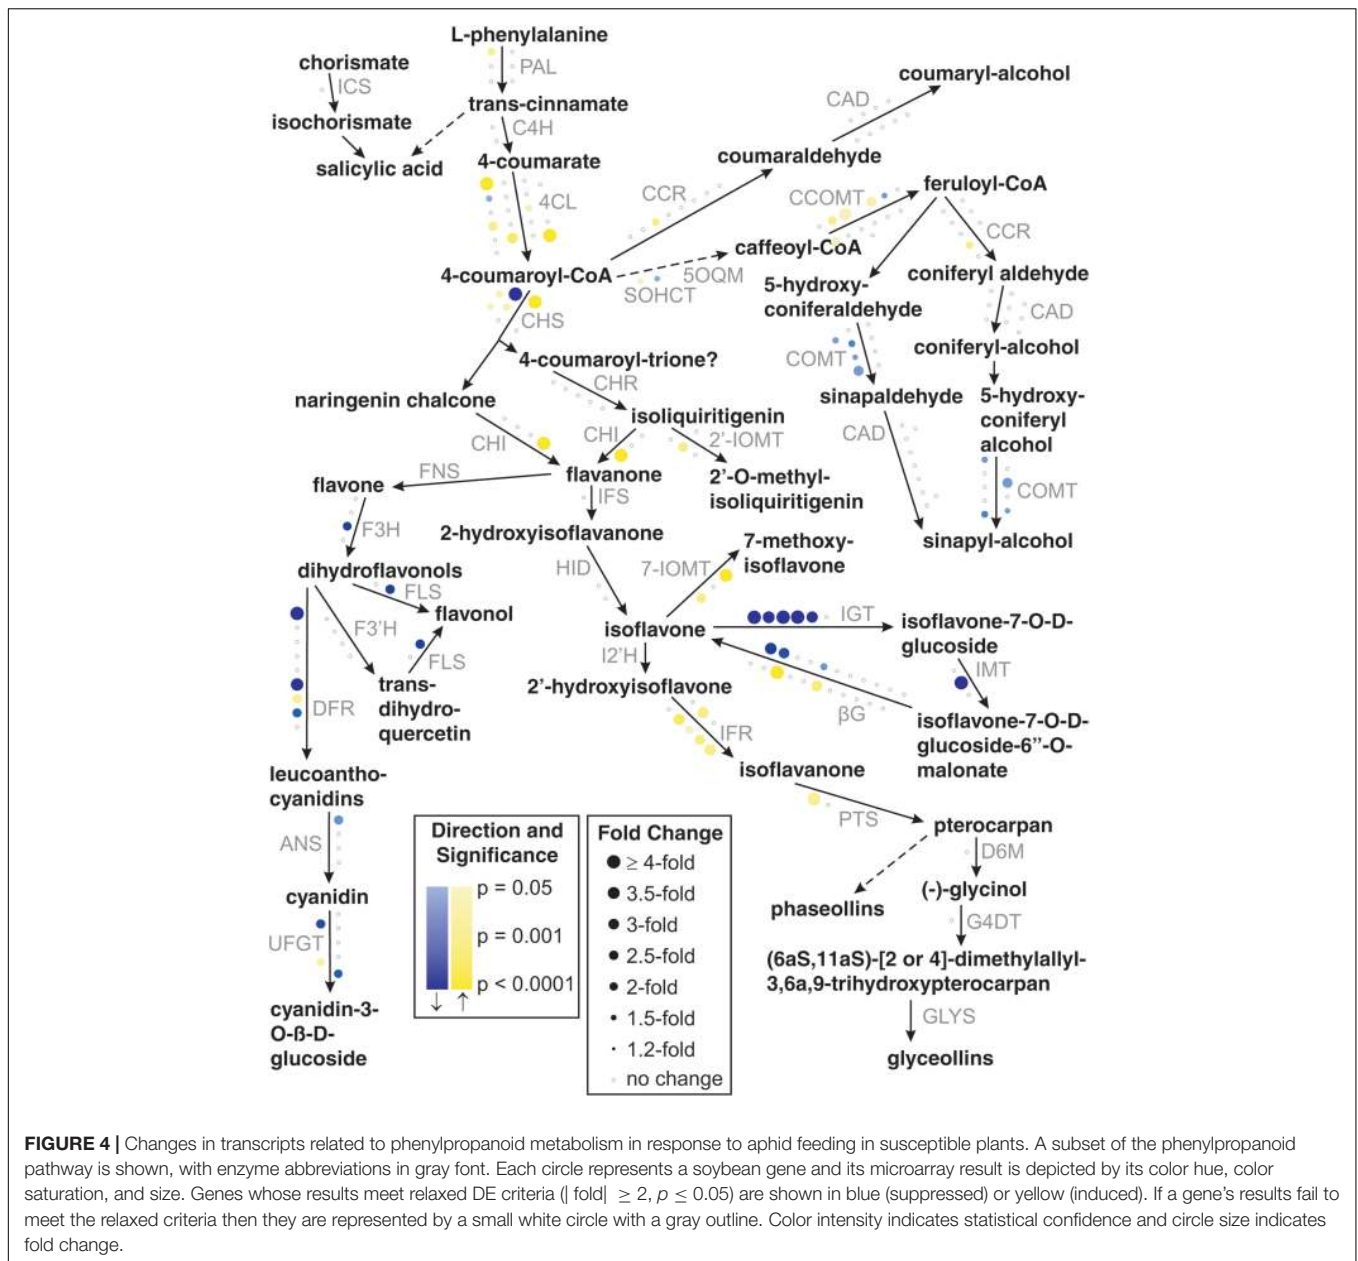 L-phenylalanine
chorismate
PAL
ICS
coumaryl-alcohol
CAD
trans-cinnamate
isochorismate
C4H
salicylic acid
4-coumarate
coumaraldehyde
feruloyl-CoA
4CL
CCR
CCOMT
CCR
caffeoyl-CoA
4-coumaroyl-CoA
5OQM
SOHCT
coniferyl aldehyde
5-hydroxy-
coniferaldehyde
CHS
CAD
4-coumaroyl-trione?
COMT
coniferyl-alcohol
CHR
naringenin chalcone
sinapaldehyde
5-hydroxy-
coniferyl
alcohol
isoliquiritigenin
CHI
CHI
2'-IOMT
CAD
FNS
flavanone
2'-O-methyl-
isoliquiritigenin
flavone
IFS
COMT
F3H
2-hydroxyisoflavanone
7-methoxy-
isoflavone
sinapyl-alcohol
dihydroflavonols
HID
7-IOMT
FLS
flavonol
F3'H
isoflavone
IGT
isoflavone-7-O-D-
glucoside
FLS
I2'H
IMT
trans-
dihydro-
quercetin
2'-hydroxyisoflavone
DFR
βG
isoflavone-7-O-D-
glucoside-6”-O-
malonate
IFR
leucoantho-
cyanidins
isoflavanone
PTS
pterocarpan
ANS
D6M
cyanidin
phaseollins
(-)-glycinol
UFGT
G4DT
(6aS,11aS)-[2 or 4]-dimethylallyl-
3,6a,9-trihydroxypterocarpan
cyanidin-3-
O-ß-D-
glucoside
GLYS
glyceollins
Direction and
Significance
p = 0.05
p = 0.001
p < 0.0001
↓ ↑
Fold Change
≥ 4-fold
3.5-fold
3-fold
2.5-fold
2-fold
1.5-fold
1.2-fold
no change
FIGURE 4 | Changes in transcripts related to phenylpropanoid metabolism in response to aphid feeding in susceptible plants. A subset of the phenylpropanoid
pathway is shown, with enzyme abbreviations in gray font. Each circle represents a soybean gene and its microarray result is depicted by its color hue, color
saturation, and size. Genes whose results meet relaxed DE criteria (| fold| ≥ 2, p ≤ 0.05) are shown in blue (suppressed) or yellow (induced). If a gene's results fail to
meet the relaxed criteria then they are represented by a small white circle with a gray outline. Color intensity indicates statistical confidence and circle size indicates
fold change.